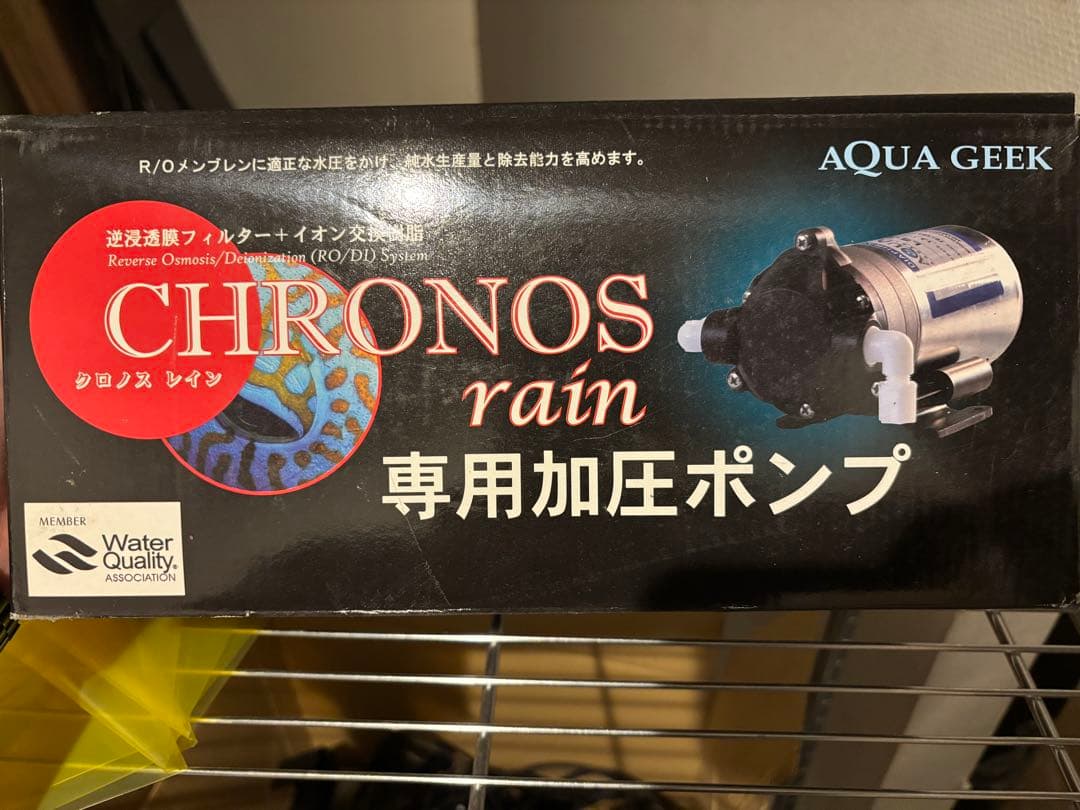 R/Oメンブレンに適正な水圧をかけ、純水生産量と除去能力を高めます。
AQUA GEEK
逆浸透膜フィルター＋イオン交換樹脂
Reverse Osmosis/Deionization (RO/DI) System
CHRONOS
クロノス レイン
rain
専用加圧ポンプ
MEMBER
Water
Quality®
ASSOCIATION